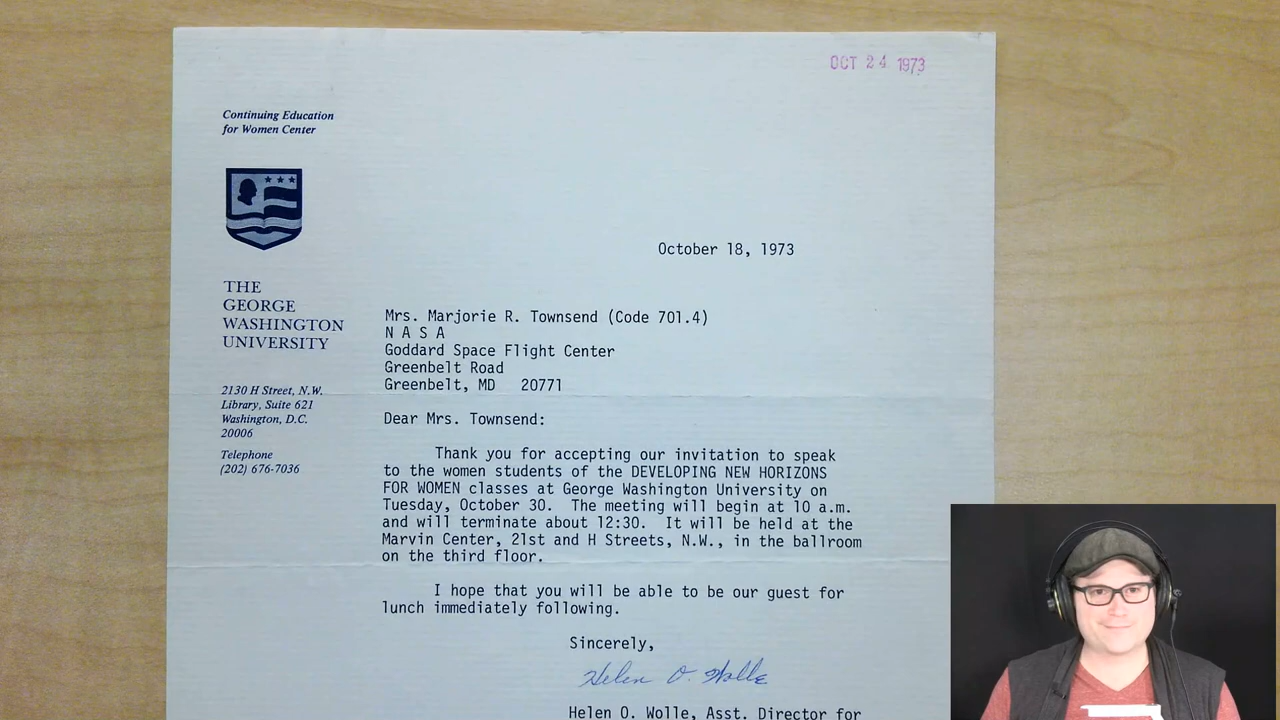 OCT 24 1973
Continuing Education
for Women Center
October 18, 1973
THE
GEORGE
WASHINGTON
UNIVERSITY
2130 H Street, N.W.
Library, Suite 621
Washington, D.C.
20006
Telephone
(202) 676-7036
Mrs. Marjorie R. Townsend (Code 701.4)
N A S A
Goddard Space Flight Center
Greenbelt Road
Greenbelt, MD 20771
Dear Mrs. Townsend:
Thank you for accepting our invitation to speak
to the women students of the DEVELOPING NEW HORIZONS
FOR WOMEN classes at George Washington University on
Tuesday, October 30. The meeting will begin at 10 a.m.
and will terminate about 12:30. It will be held at the
Marvin Center, 21st and H Streets, N.W., in the ballroom
on the third floor.
I hope that you will be able to be our guest for
lunch immediately following.
Sincerely,
Helen O. Wolle
Helen O. Wolle, Asst. Director for